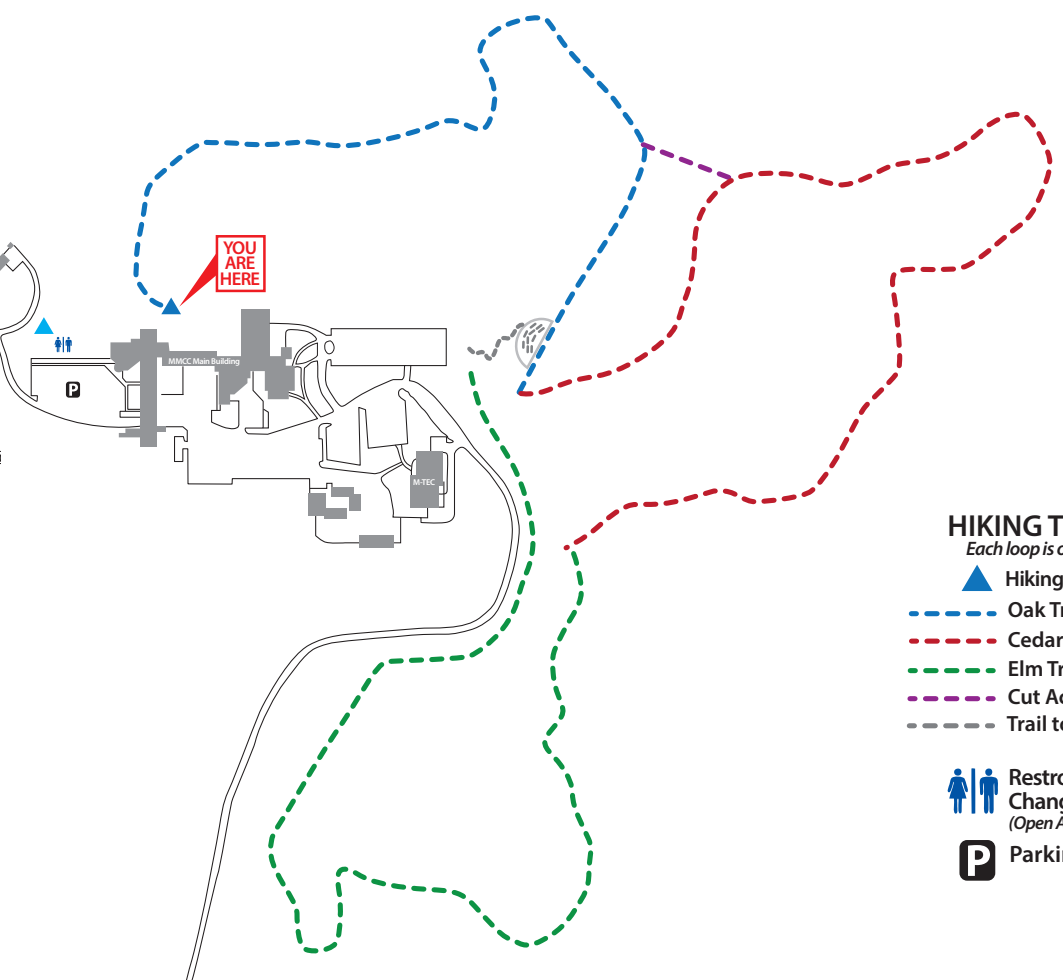 YOU
ARE
HERE
MMCC Main Building
P
M-TEC
HIKING T
Each loop is
Hiking
Oak Tr
Cedar
Elm Tr
Cut Ac
Trail to
Restro
Chang
(Open A
P
Parkin